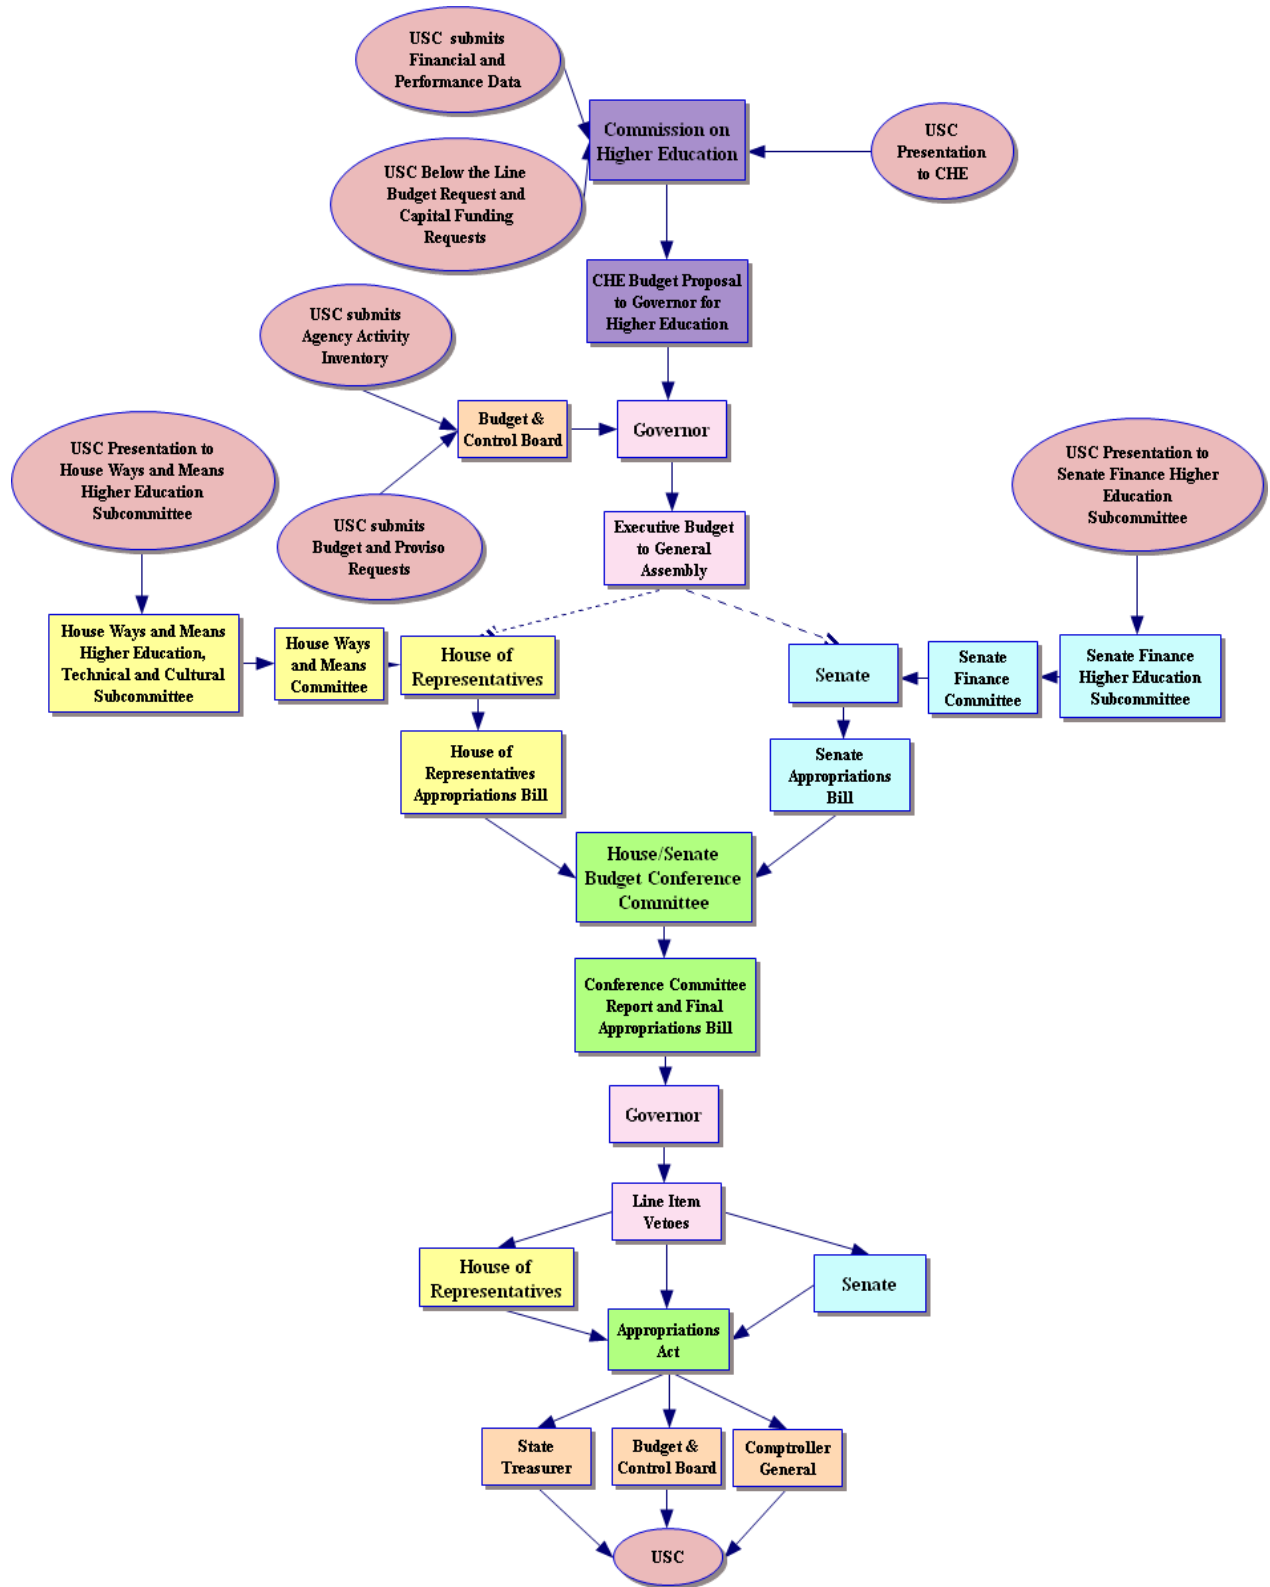 USC submits
Financial and
Performance Data
Commission on
Higher Education
USC
Presentation
to CHE
USC Below the Line
Budget Request and
Capital Funding
Requests
CHE Budget Proposal
to Governor for
Higher Education
USC submits
Agency Activity
Inventory
Budget &
Control Board
Governor
USC Presentation to
House Ways and Means
Higher Education
Subcommittee
USC Presentation to
Senate Finance Higher
Education
Subcommittee
USC submits
Budget and Proviso
Requests
Executive Budget
to General
Assembly
House Ways and Means
Higher Education,
Technical and Cultural
Subcommittee
House Ways
and Means
Committee
House of
Representatives
Senate
Senate
Finance
Committee
Senate Finance
Higher Education
Subcommittee
House of
Representatives
Appropriations Bill
Senate
Appropriations
Bill
House/Senate
Budget Conference
Committee
Conference Committee
Report and Final
Appropriations Bill
Governor
Line Item
Vetoes
House of
Representatives
Senate
Appropriations
Act
State
Treasurer
Budget &
Control Board
Comptroller
General
USC